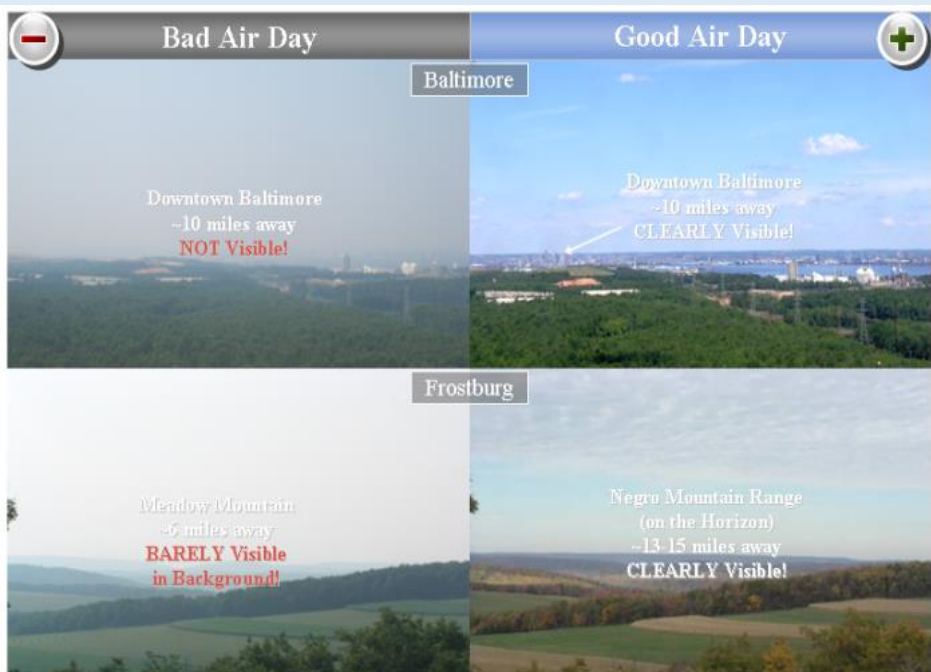 Bad Air Day
Good Air Day
Baltimore
Downtown Baltimore
~10 miles away
NOT Visible!
Downtown Baltimore
~10 miles away
CLEARLY Visible!
Frostburg
Meadow Mountain
~6 miles away
BARELY Visible
in Background!
Negro Mountain Range
(on the Horizon)
~13-15 miles away
CLEARLY Visible!